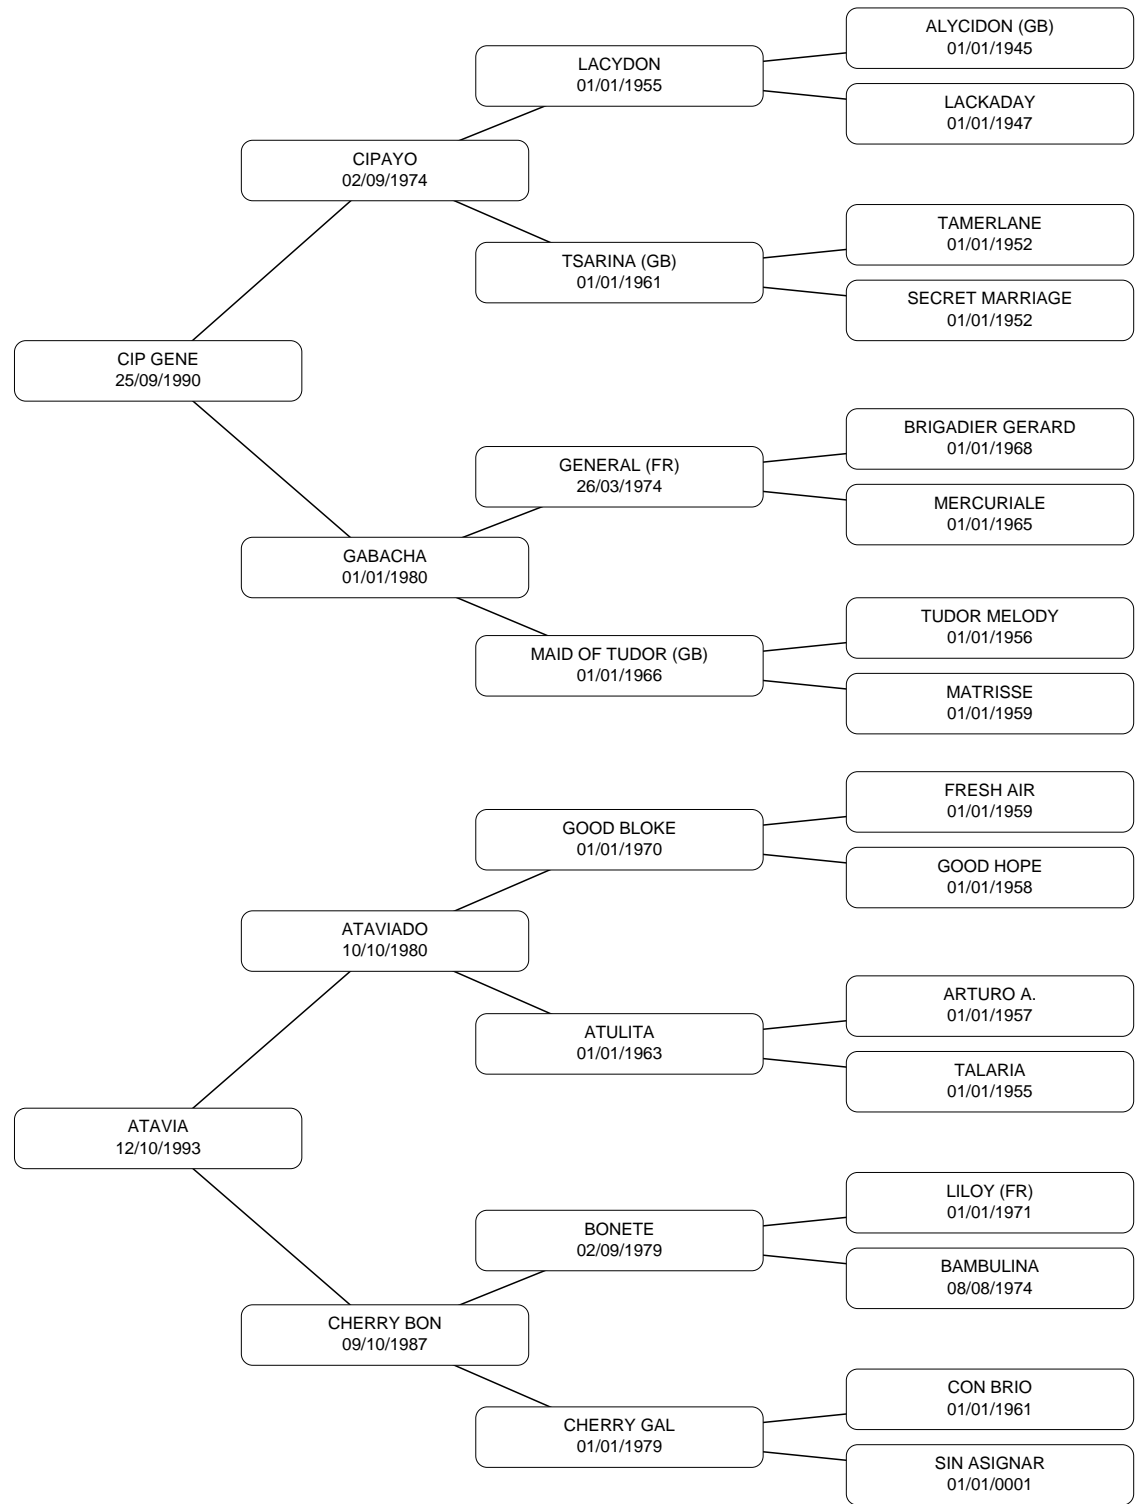 ALYCIDON (GB)
01/01/1945
LACYDON
01/01/1955
LACKADAY
01/01/1947
CIPAYO
02/09/1974
TAMERLANE
01/01/1952
TSARINA (GB)
01/01/1961
SECRET MARRIAGE
01/01/1952
CIP GENE
25/09/1990
BRIGADIER GERARD
01/01/1968
GENERAL (FR)
26/03/1974
MERCURIALE
01/01/1965
GABACHA
01/01/1980
TUDOR MELODY
01/01/1956
MAID OF TUDOR (GB)
01/01/1966
MATRISSE
01/01/1959
FRESH AIR
01/01/1959
GOOD BLOKE
01/01/1970
GOOD HOPE
01/01/1958
ATAVIADO
10/10/1980
ARTURO A.
01/01/1957
ATULITA
01/01/1963
TALARIA
01/01/1955
ATAVIA
12/10/1993
LILOY (FR)
01/01/1971
BONETE
02/09/1979
BAMBULINA
08/08/1974
CHERRY BON
09/10/1987
CON BRIO
01/01/1961
CHERRY GAL
01/01/1979
SIN ASIGNAR
01/01/0001